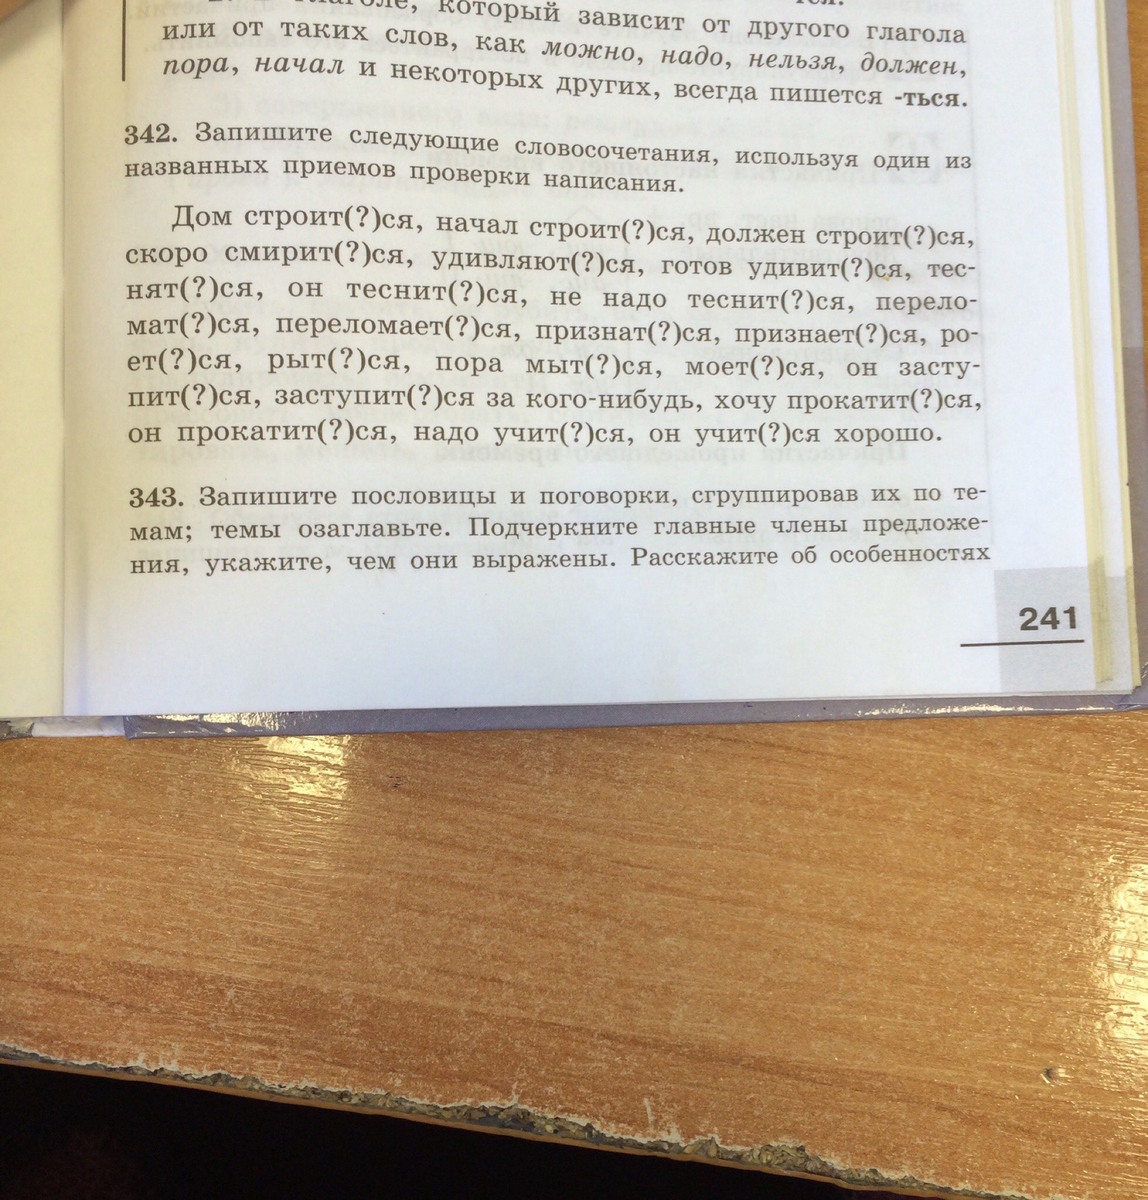 глаголе, который зависит от другого глагола
или от таких слов, как можно, надо, нельзя, должен,
пора, начал и некоторых других, всегда пишется -ться.
342. Запишите следующие словосочетания, используя один из
названных приемов проверки написания.
Дом строит(?)ся, начал строит(?)ся, должен строит(?)ся,
скоро смирит(?)ся, удивляют(?)ся, готов удивит(?)ся, тес-
нят(?)ся, он теснит(?)ся, не надо теснит(?)ся, перело-
мат(?)ся, переломает(?)ся, признат(?)ся, признает(?)ся, ро-
ет(?)ся, рыт(?)ся, пора мыт(?)ся, моет(?)ся, он засту-
пит(?)ся, заступит(?)ся за кого-нибудь, хочу прокатит(?)ся,
он прокатит(?)ся, надо учит(?)ся, он учит(?)ся хорошо.
343. Запишите пословицы и поговорки, сгруппировав их по те-
мам; темы озаглавьте. Подчеркните главные члены предложе-
ния, укажите, чем они выражены. Расскажите об особенностях
241